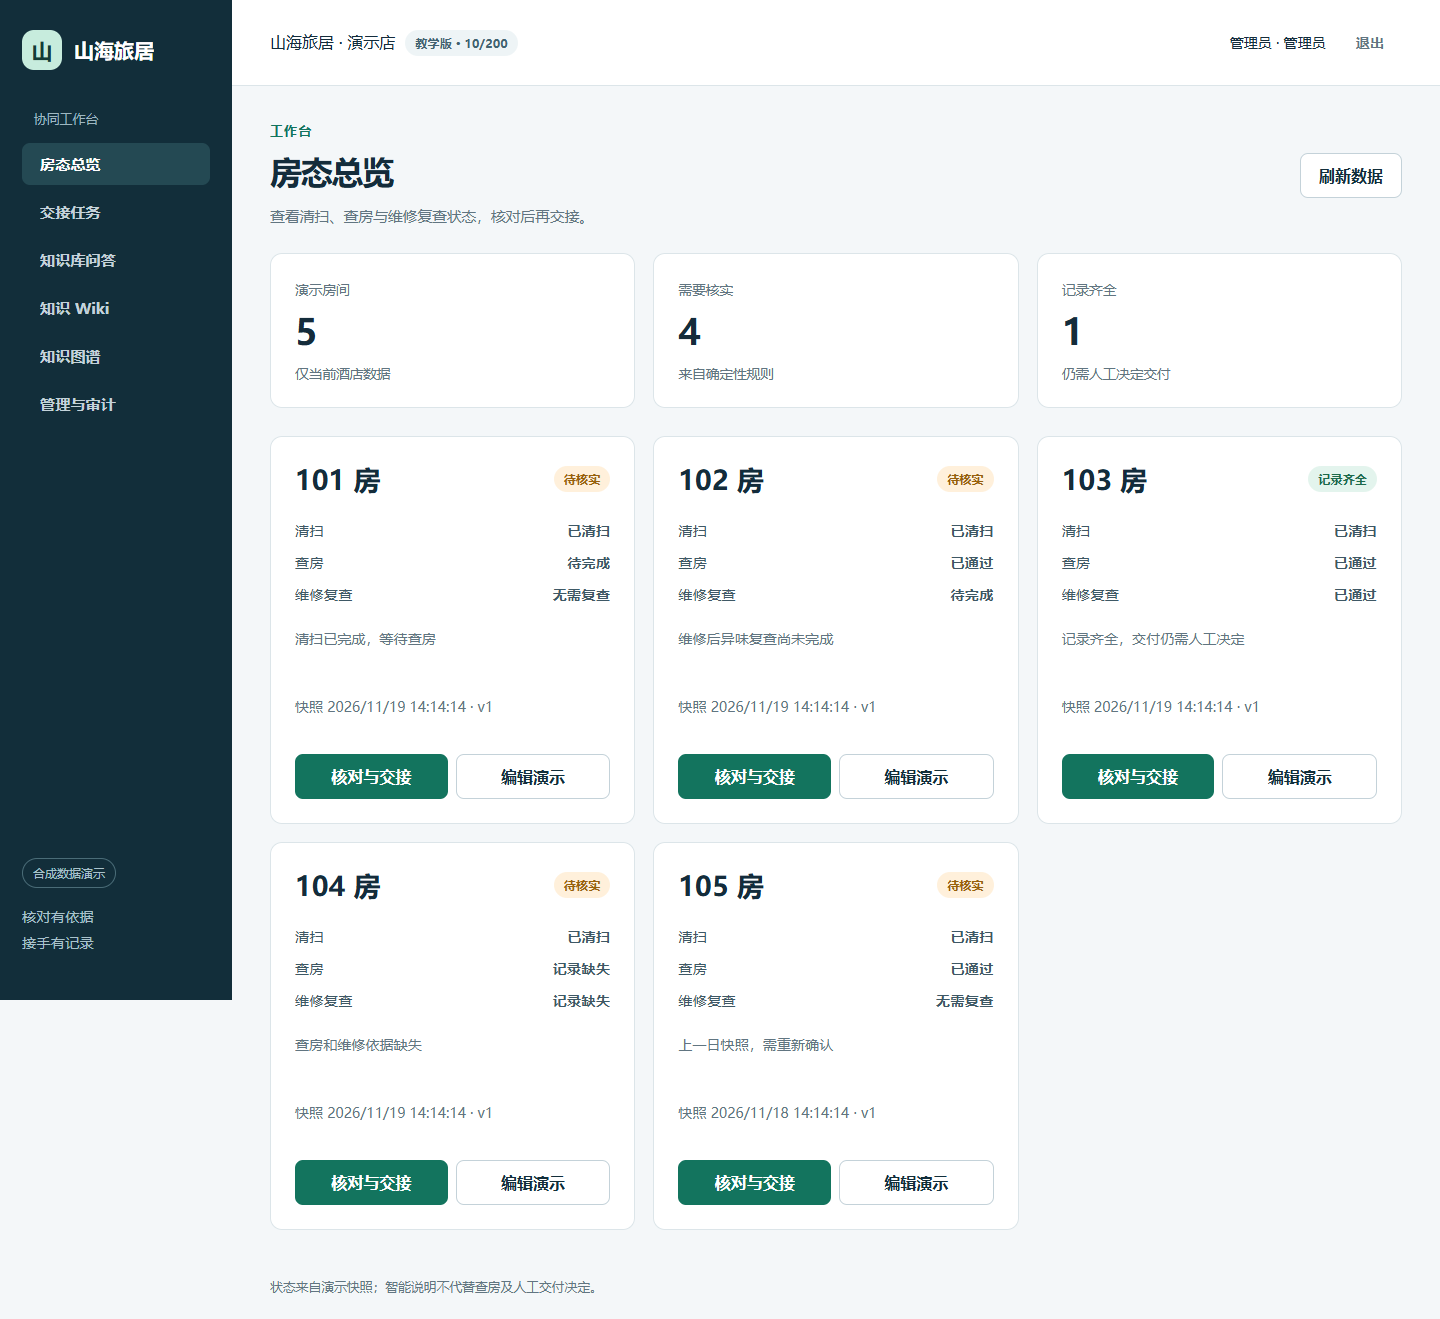 山 山海旅居
协同工作台
房态总览
交接任务
知识库问答
知识 Wiki
知识图谱
管理与审计
合成数据演示
核对有依据
接手有记录
山海旅居 · 演示店 教学版 • 10/200 管理员 · 管理员 退出
工作台
房态总览
刷新数据
查看清扫、查房与维修复查状态，核对后再交接。
演示房间
5
仅当前酒店数据
需要核实
4
来自确定性规则
记录齐全
1
仍需人工决定交付
101 房 待核实
清扫 已清扫
查房 待完成
维修复查 无需复查
清扫已完成，等待查房
快照 2026/11/19 14:14:14 · v1
核对与交接 编辑演示
102 房 待核实
清扫 已清扫
查房 已通过
维修复查 待完成
维修后异味复查尚未完成
快照 2026/11/19 14:14:14 · v1
核对与交接 编辑演示
103 房 记录齐全
清扫 已清扫
查房 已通过
维修复查 已通过
记录齐全，交付仍需人工决定
快照 2026/11/19 14:14:14 · v1
核对与交接 编辑演示
104 房 待核实
清扫 已清扫
查房 记录缺失
维修复查 记录缺失
查房和维修依据缺失
快照 2026/11/19 14:14:14 · v1
核对与交接 编辑演示
105 房 待核实
清扫 已清扫
查房 已通过
维修复查 无需复查
上一日快照，需重新确认
快照 2026/11/18 14:14:14 · v1
核对与交接 编辑演示
状态来自演示快照；智能说明不代替查房及人工交付决定。